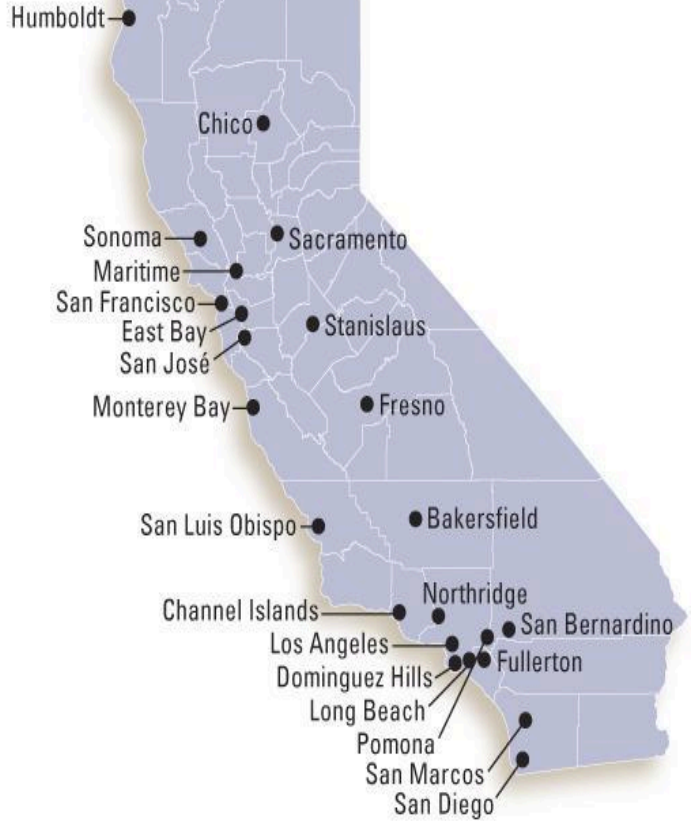 Humboldt
Chico
Sonoma
Sacramento
Maritime
San Francisco
East Bay
Stanislaus
San José
Monterey Bay
Fresno
San Luis Obispo
Bakersfield
Northridge
Channel Islands
San Bernardino
Los Angeles
Fullerton
Dominguez Hills
Long Beach
Pomona
San Marcos
San Diego